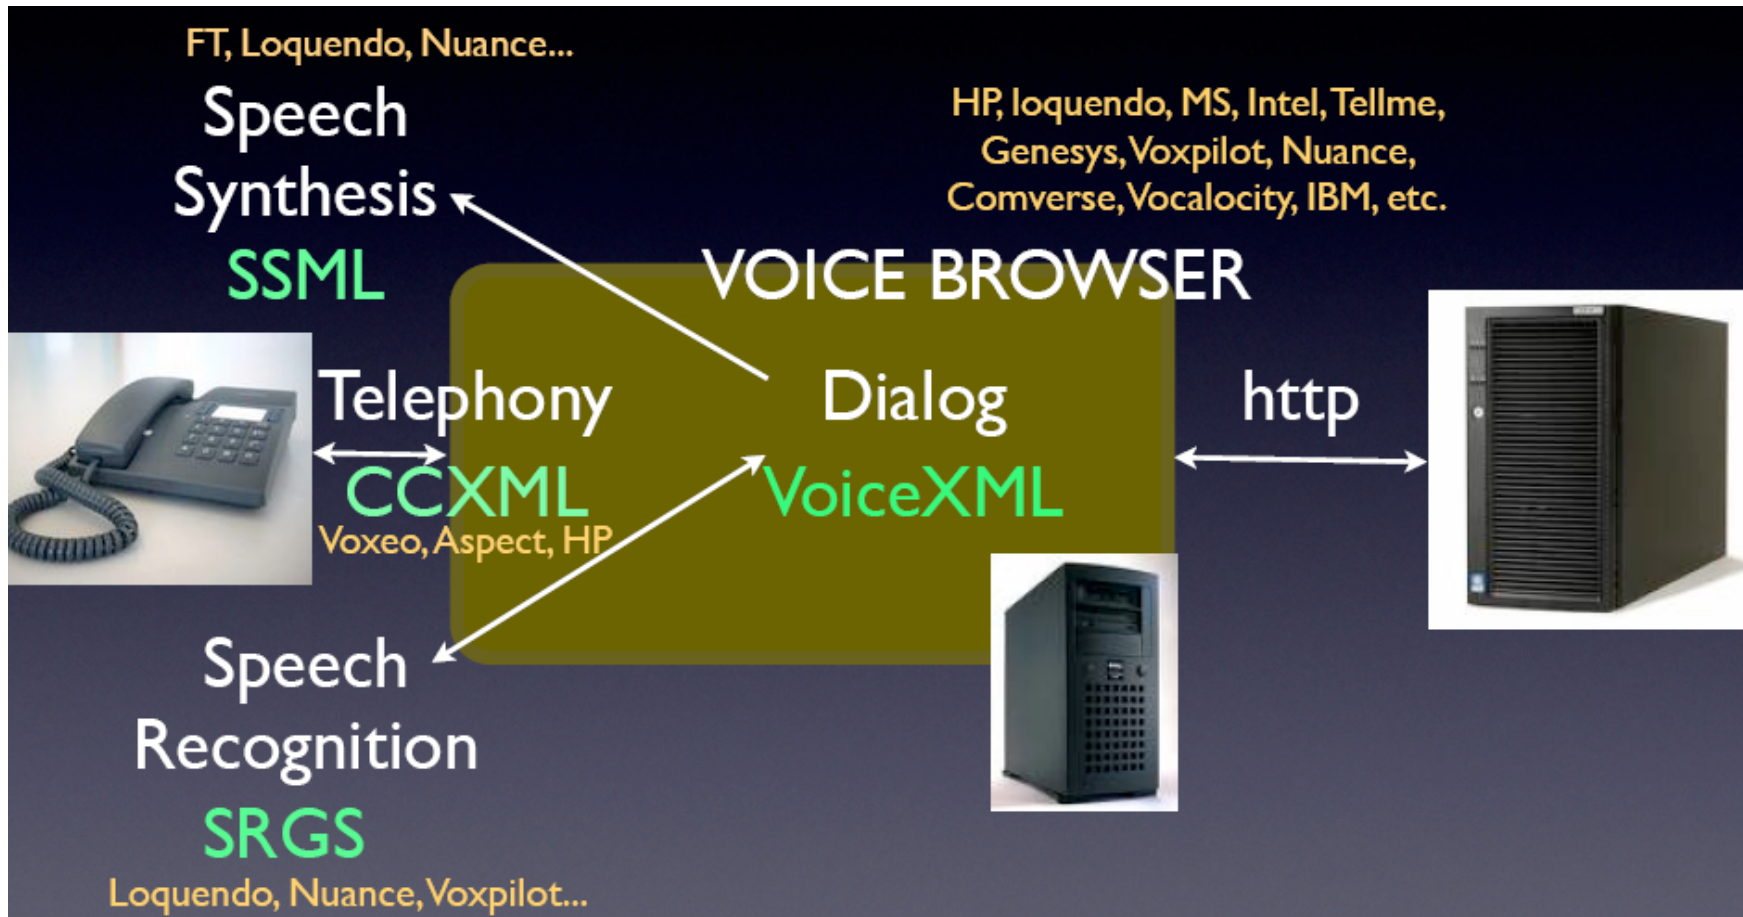 FT, Loquendo, Nuance...
Speech
Synthesis
SSML
HP, loquendo, MS, Intel, Tellme,
Genesys, Voxpilot, Nuance,
Comverse, Vocalocity, IBM, etc.
VOICE BROWSER
Telephony
CCXML
Voxeo, Aspect, HP
Dialog
VoiceXML
http
Speech
Recognition
SRGS
Loquendo, Nuance, Voxpilot...